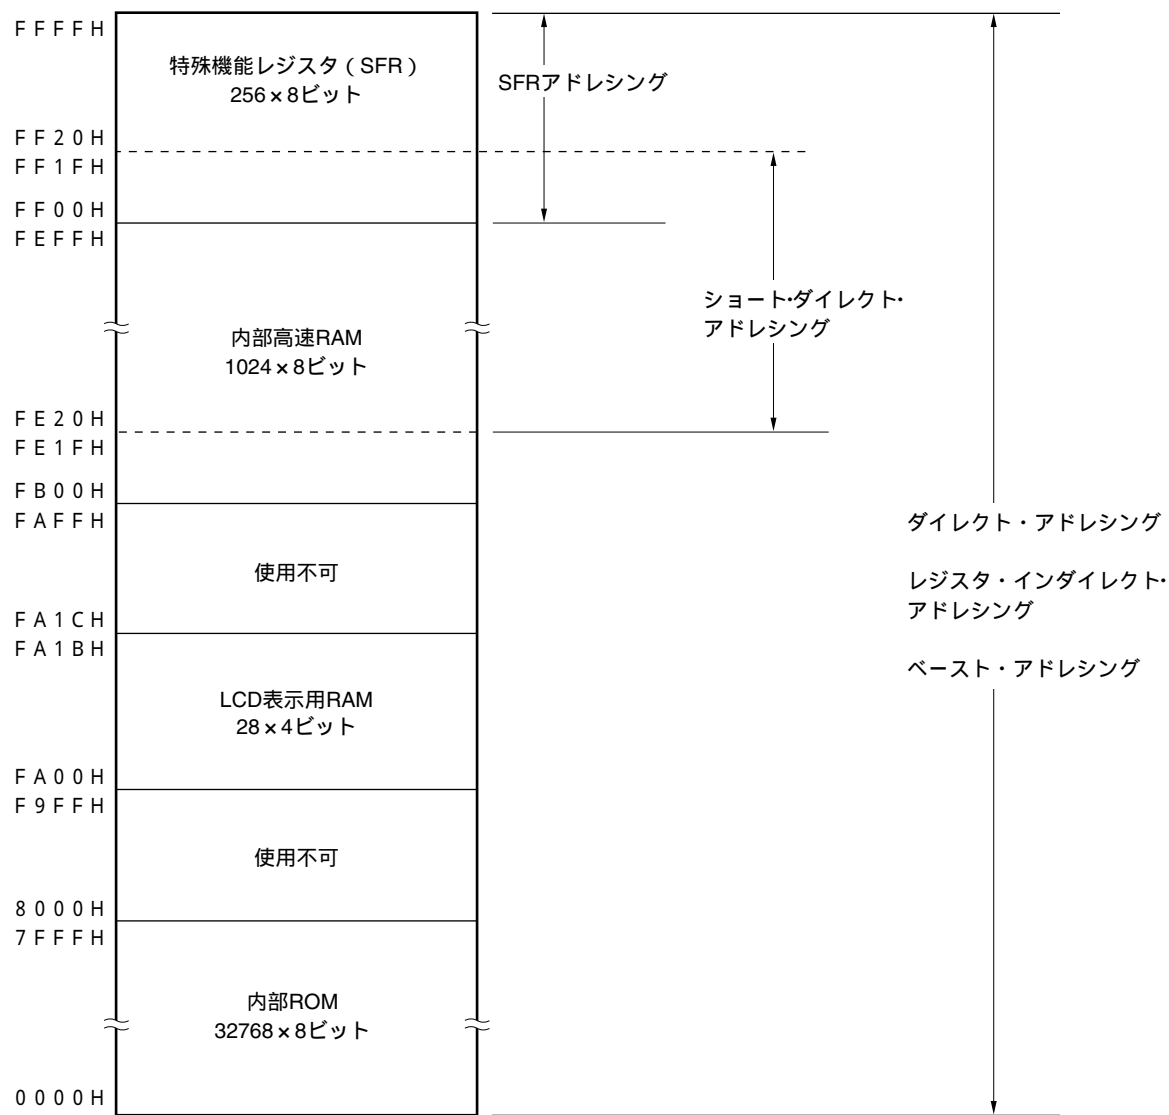 FFFFH
特殊機能レジスタ（SFR）
256×8ビット
SFRアドレシング
FF20H
FF1FH
FF00H
FEFFH
ショート・ダイレクト・
アドレシング
内部高速RAM
1024×8ビット
FE20H
FE1FH
FB00H
FAFFH
使用不可
ダイレクト・アドレシング
レジスタ・インダイレクト・
アドレシング
ベースト・アドレシング
FA1CH
FA1BH
LCD表示用RAM
28×4ビット
FA00H
F9FFH
使用不可
8000H
7FFFH
内部ROM
32768×8ビット
0000H